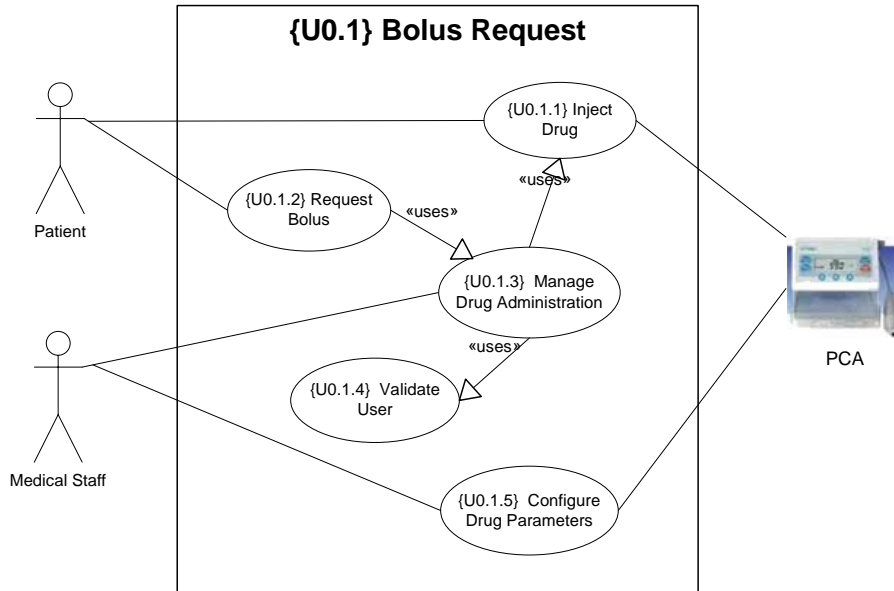 {U0.1} Bolus Request
{U0.1.1} Inject
Drug
«uses»
{U0.1.2} Request
Bolus
«uses»
Patient
{U0.1.3} Manage
Drug Administration
«uses»
PCA
{U0.1.4} Validate
User
Medical Staff
{U0.1.5} Configure
Drug Parameters